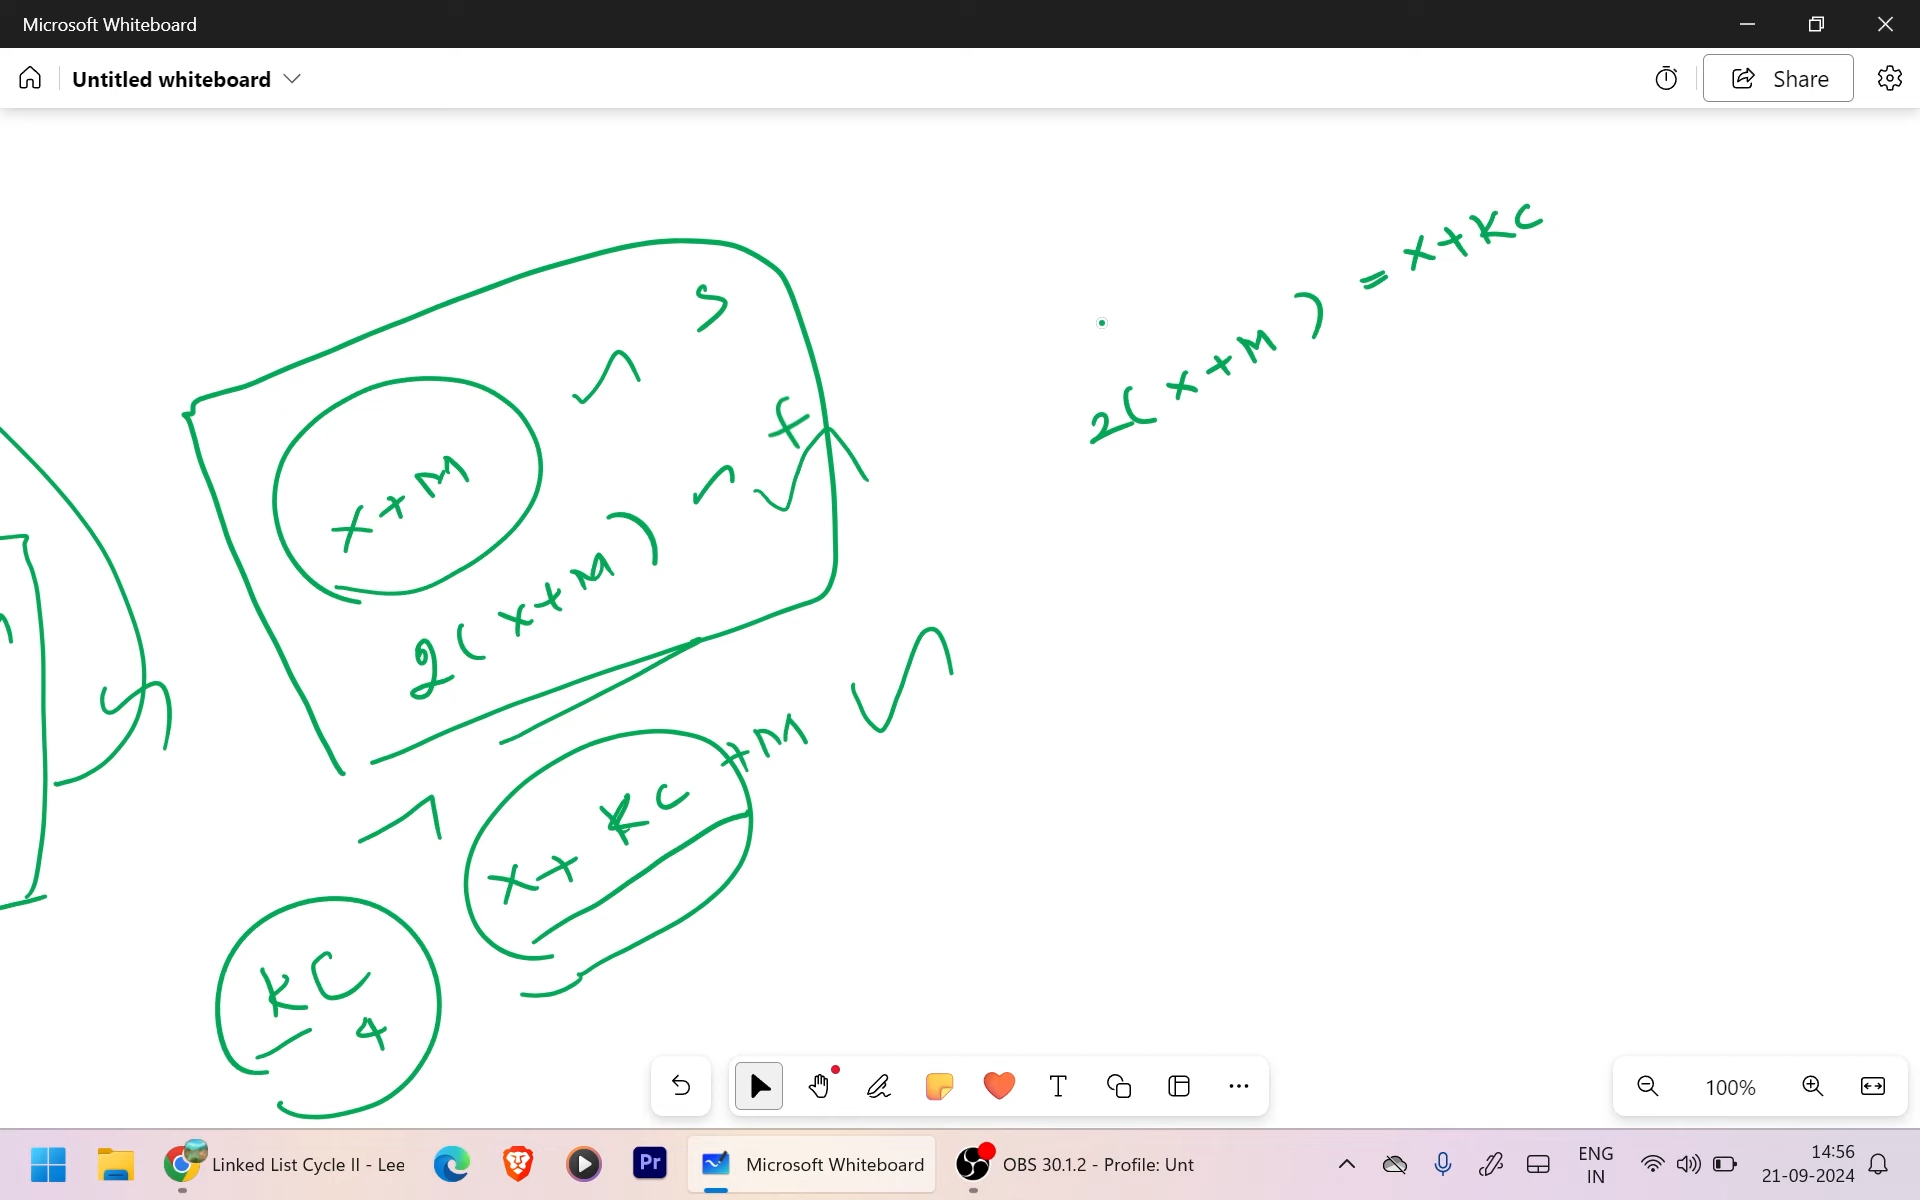 Microsoft Whiteboard
Untitled whiteboard
Share
S
x+M
f
2(x+M)
x+KC+M
KC
4
2(x+M)=x+KC
T
100%
Linked List Cycle II - Lee
Pr
Microsoft Whiteboard
OBS 30.1.2 - Profile: Unt
ENG
IN
14:56
21-09-2024